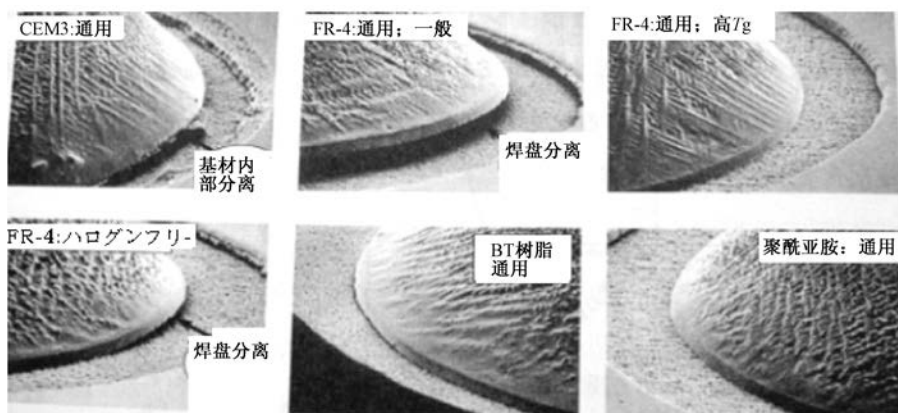 CEM3:通用
FR-4:通用；一般
FR-4:通用；高Tg
基材内
部分离
焊盘分离
FR-4:ハログンフリ-
焊盘分离
BT树脂
通用
聚酰亚胺：通用